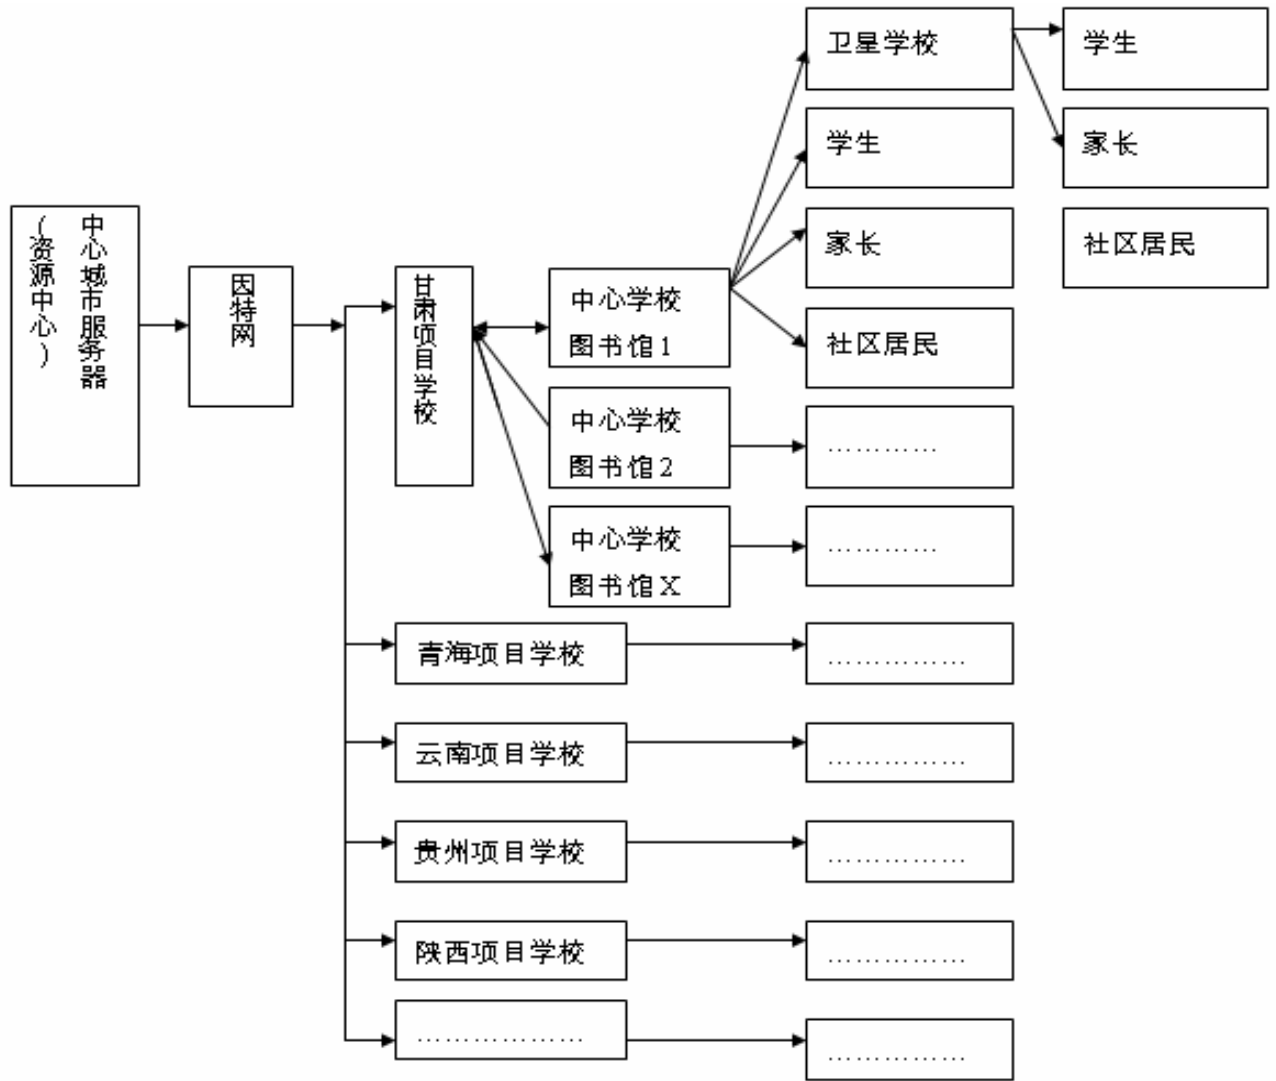 中心城市服务器
(资源中心)
因特网
甘肃项目学校
中心学校
图书馆1
中心学校
图书馆2
中心学校
图书馆X
卫星学校
学生
家长
社区居民
…………
…………
学生
家长
社区居民
青海项目学校
……………
云南项目学校
……………
贵州项目学校
……………
陕西项目学校
……………
………………
……………